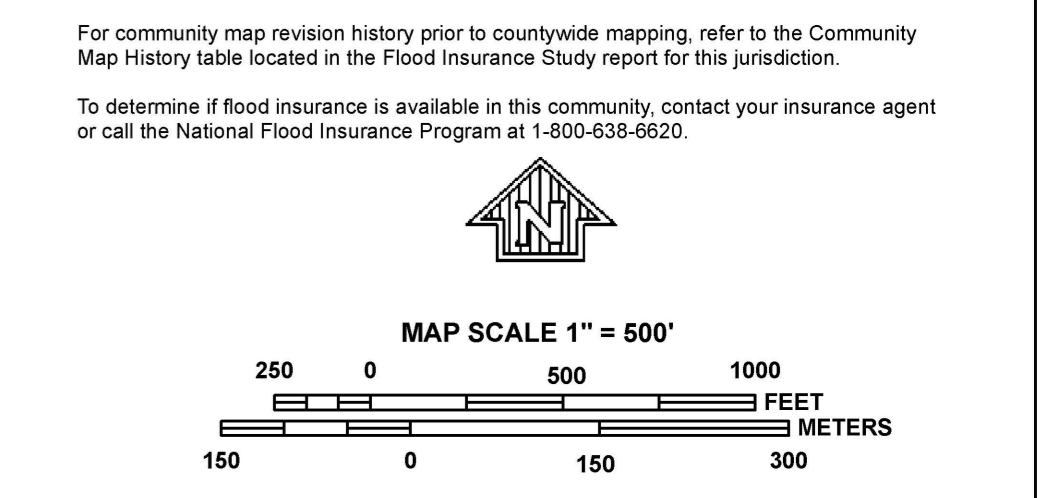 For community map revision history prior to countywide mapping, refer to the Community
Map History table located in the Flood Insurance Study report for this jurisdiction.
To determine if flood insurance is available in this community, contact your insurance agent
or call the National Flood Insurance Program at 1-800-638-6620.
N
MAP SCALE 1" = 500'
250 0 500 1000
FEET
METERS
150 0 150 300